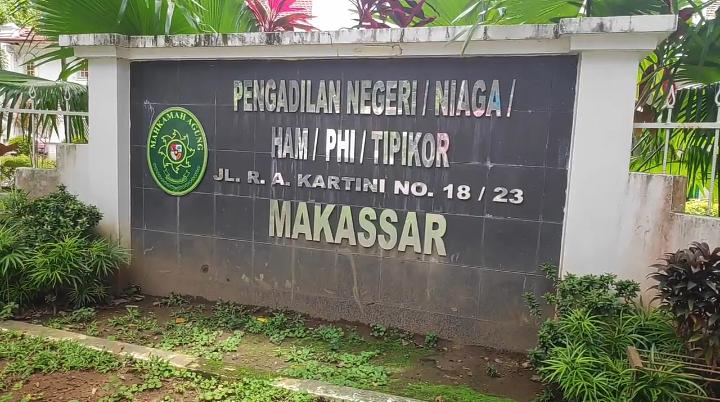 PENGADILAN NEGERI / NIAGA /
HAM / PHI / TIPIKOR
JL. R. A. KARTINI NO. 18 / 23
MAKASSAR
MAHKAMAH AGUNG